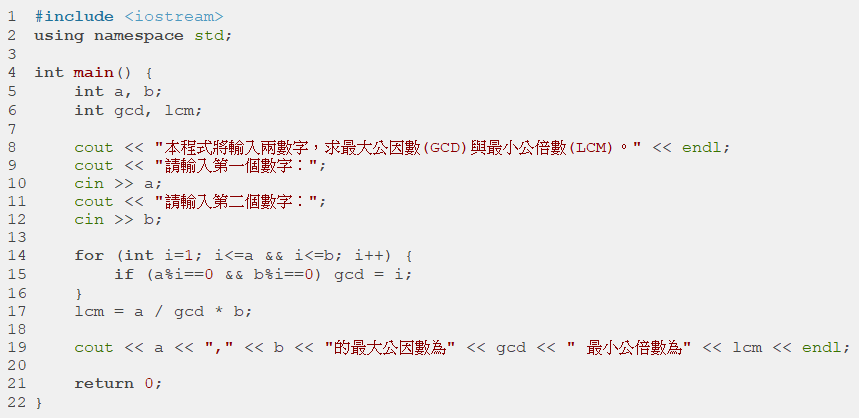 1 #include <iostream>
2 using namespace std;
3
4 int main() {
5     int a, b;
6     int gcd, lcm;
7
8     cout << "本程式將輸入兩數字，求最大公因數(GCD)與最小公倍數(LCM)。" << endl;
9     cout << "請輸入第一個數字：";
10     cin >> a;
11     cout << "請輸入第二個數字：";
12     cin >> b;
13
14     for (int i=1; i<=a && i<=b; i++) {
15         if (a%i==0 && b%i==0) gcd = i;
16     }
17     lcm = a / gcd * b;
18
19     cout << a << "," << b << "的最大公因數為" << gcd << " 最小公倍數為" << lcm << endl;
20
21     return 0;
22 }